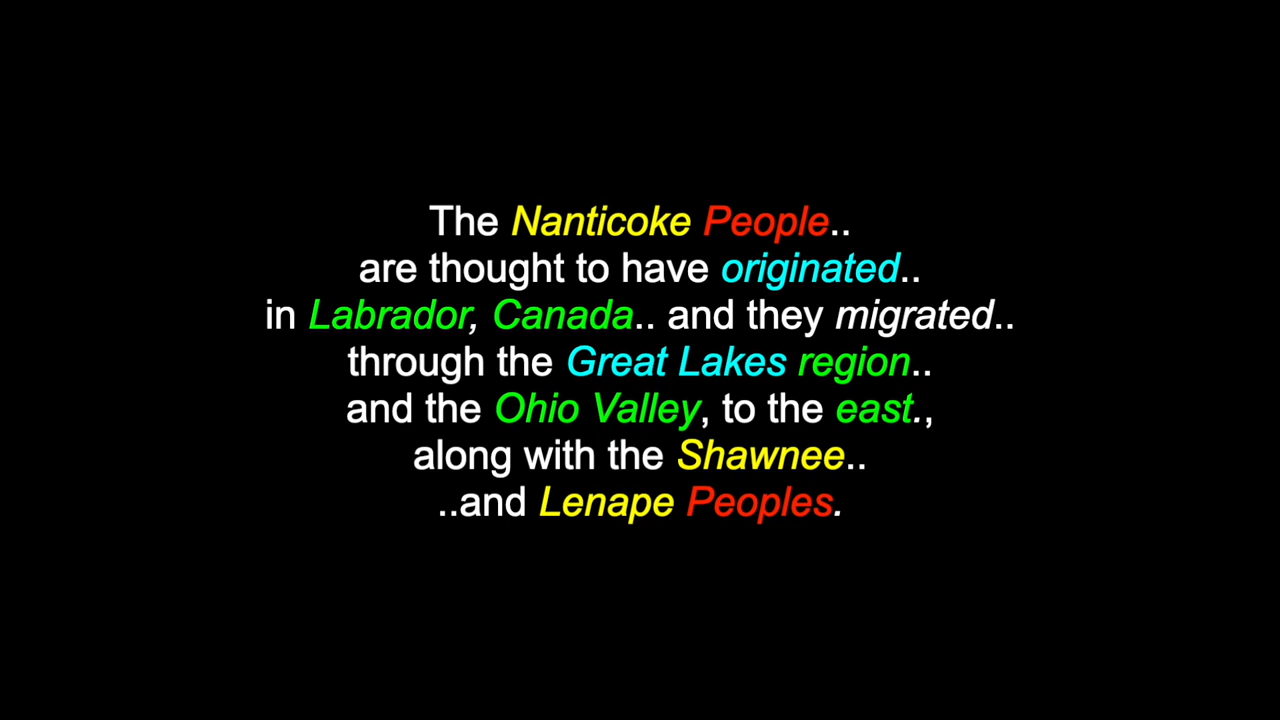 The Nanticoke People..
are thought to have originated..
in Labrador, Canada.. and they migrated..
through the Great Lakes region..
and the Ohio Valley, to the east.,
along with the Shawnee..
..and Lenape Peoples.